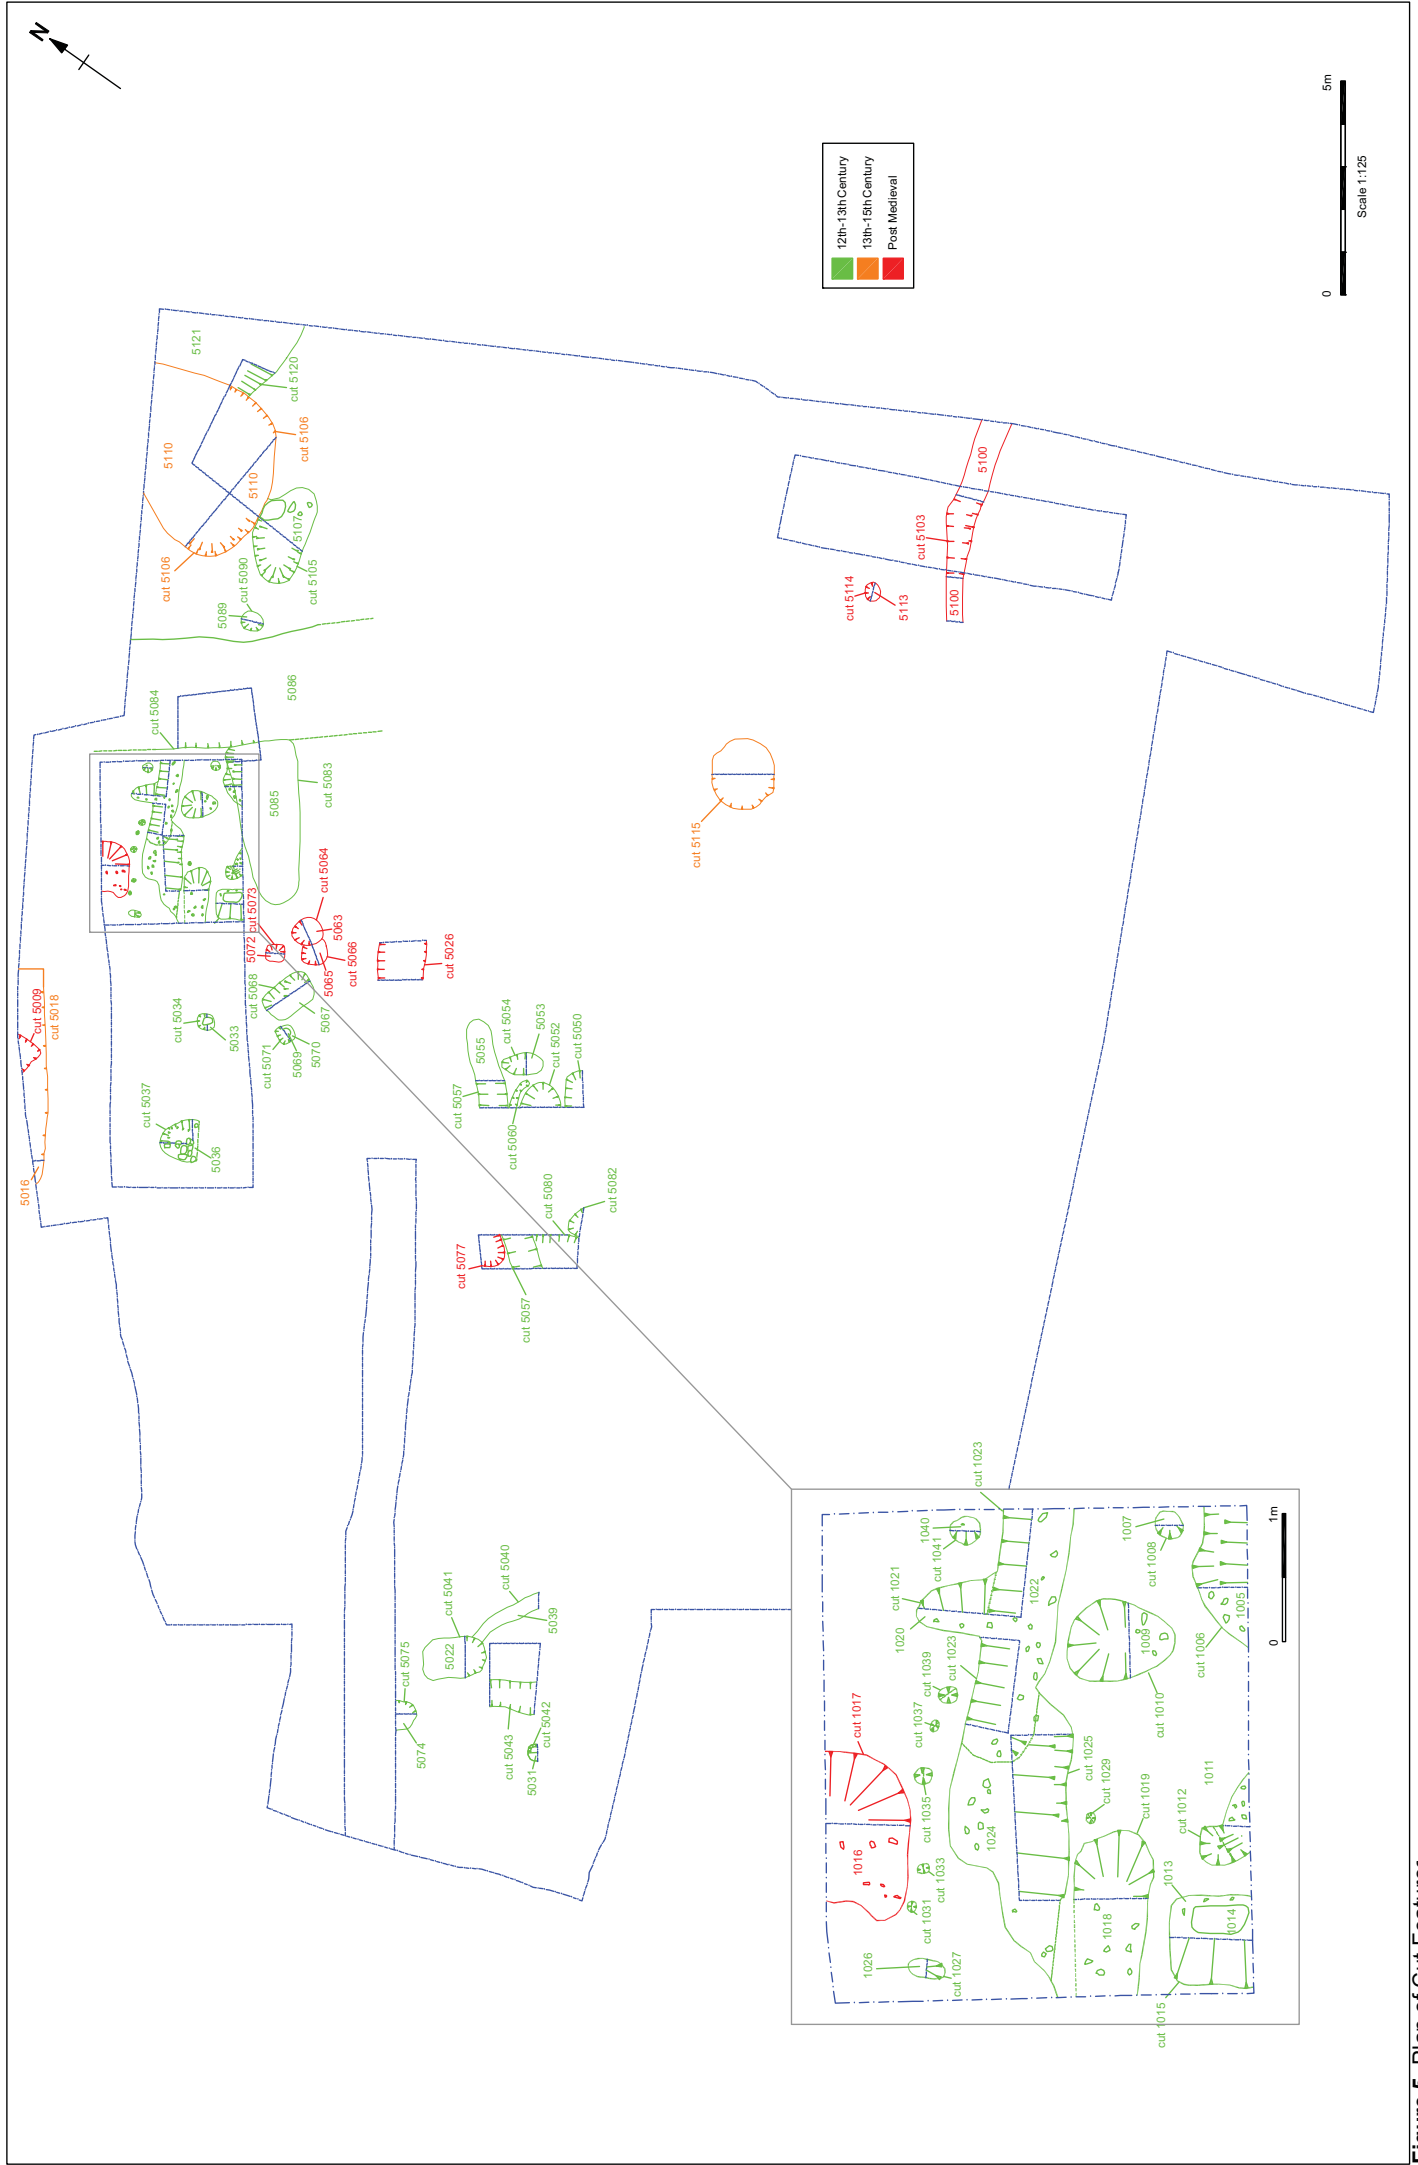 N
5121
cut 5120
5110
cut 5106
5110
5107
cut 5106
cut 5105
cut 5090
5089
5086
cut 5084
cut 5083
5085
cut 5064
5063
cut 5066
5065
cut 5073
5072
cut 5026
cut 5068
5067
cut 5034
5033
cut 5071
5069
5070
cut 5009
cut 5018
5016
cut 5037
5036
5055
cut 5054
5053
cut 5052
cut 5050
cut 5057
cut 5060
cut 5082
cut 5080
cut 5077
cut 5057
cut 5041
cut 5040
5039
5022
cut 5075
5074
cut 5043
cut 5042
5031
cut 5115
cut 5114
5113
cut 5103
5100
5100
12th-13th Century
13th-15th Century
Post Medieval
0
5m
Scale 1:125
cut 1023
1040
cut 1041
1007
cut 1008
cut 1021
1020
1022
1005
cut 1006
1009
cut 1010
cut 1023
cut 1039
cut 1037
cut 1017
1016
cut 1035
1024
cut 1025
cut 1029
cut 1019
cut 1033
cut 1031
1011
cut 1012
1013
1014
1018
1026
cut 1027
cut 1015
0
1m